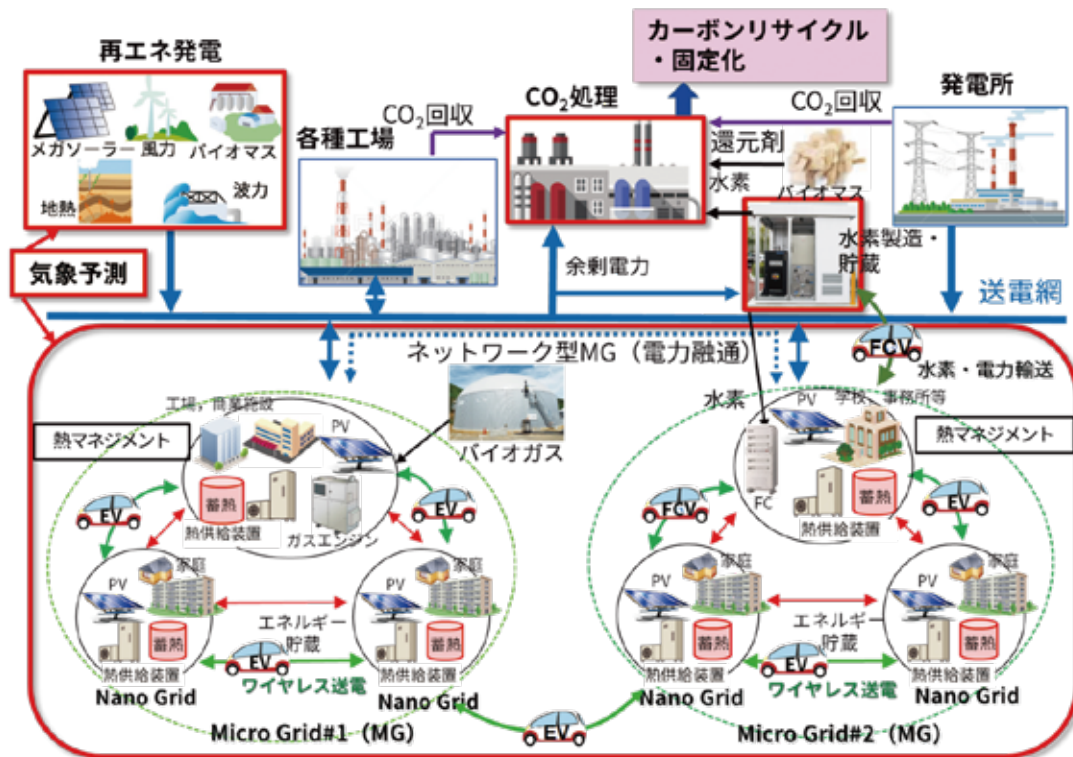 カーボンリサイクル
・固定化
再エネ発電
メガソーラー
風力
バイオマス
地熱
波力
気象予測
各種工場
CO₂回収
CO₂処理
還元剤
水素
CO₂回収
バイオマス
発電所
水素製造・
貯蔵
余剰電力
送電網
ネットワーク型MG（電力融通）
FCV
水素・電力輸送
熱マネジメント
工場，商業施設
PV
バイオガス
蓄熱
熱供給装置
ガスエンジン
EV
EV
PV
家庭
蓄熱
熱供給装置
Nano Grid
エネルギー
貯蔵
EV
ワイヤレス送電
PV
家庭
蓄熱
熱供給装置
Nano Grid
Micro Grid#1（MG）
EV
水素
FC
PV
学校・事務所等
蓄熱
熱供給装置
熱マネジメント
FCV
EV
PV
家庭
蓄熱
熱供給装置
Nano Grid
エネルギー
貯蔵
EV
ワイヤレス送電
PV
家庭
蓄熱
熱供給装置
Nano Grid
Micro Grid#2（MG）